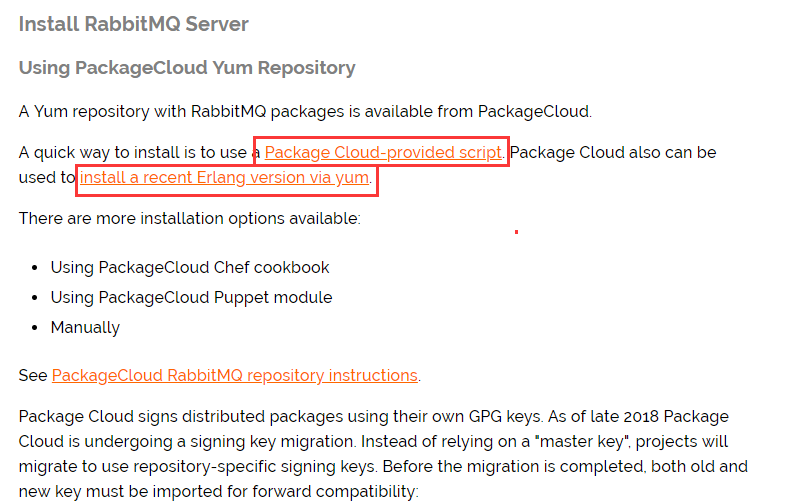 Install RabbitMQ Server
Using PackageCloud Yum Repository
A Yum repository with RabbitMQ packages is available from PackageCloud.
A quick way to install is to use a Package Cloud-provided script. Package Cloud also can be
used to install a recent Erlang version via yum.
There are more installation options available:
• Using PackageCloud Chef cookbook
• Using PackageCloud Puppet module
• Manually
See PackageCloud RabbitMQ repository instructions.
Package Cloud signs distributed packages using their own GPG keys. As of late 2018 Package
Cloud is undergoing a signing key migration. Instead of relying on a "master key", projects will
migrate to use repository-specific signing keys. Before the migration is completed, both old and
new key must be imported for forward compatibility: